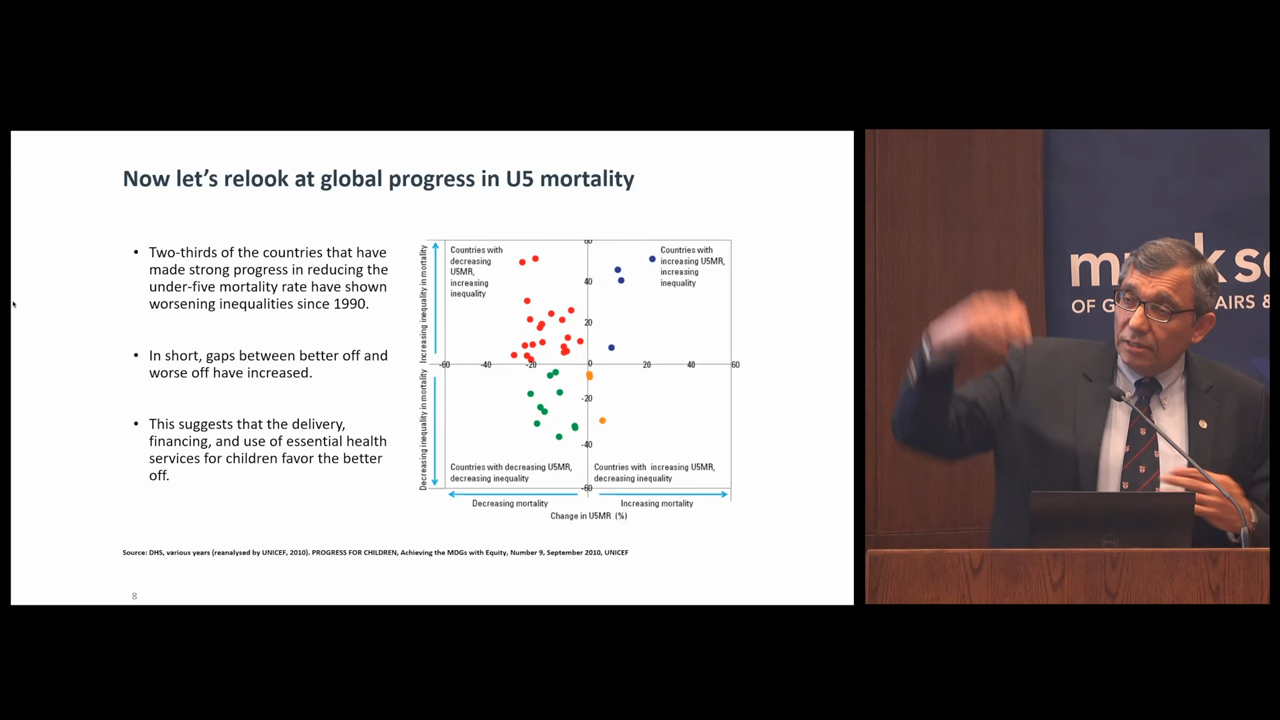 Now let's relook at global progress in U5 mortality
• Two-thirds of the countries that have
made strong progress in reducing the
under-five mortality rate have shown
worsening inequalities since 1990.
• In short, gaps between better off and
worse off have increased.
• This suggests that the delivery,
financing, and use of essential health
services for children favor the better
off.
Increasing inequality in mortality
Decreasing inequality in mortality
Countries with
decreasing
U5MR,
increasing
inequality
Countries with
increasing U5MR,
increasing
inequality
60
40
20
-60 -40 -20 0 20 40 60
-20
-40
-60
Countries with decreasing U5MR,
decreasing inequality
Countries with increasing U5MR,
decreasing inequality
Decreasing mortality
Increasing mortality
Change in U5MR (%)
Source: DHS, various years (reanalysed by UNICEF, 2010). PROGRESS FOR CHILDREN, Achieving the MDGs with Equity, Number 9, September 2010, UNICEF
8
DELL